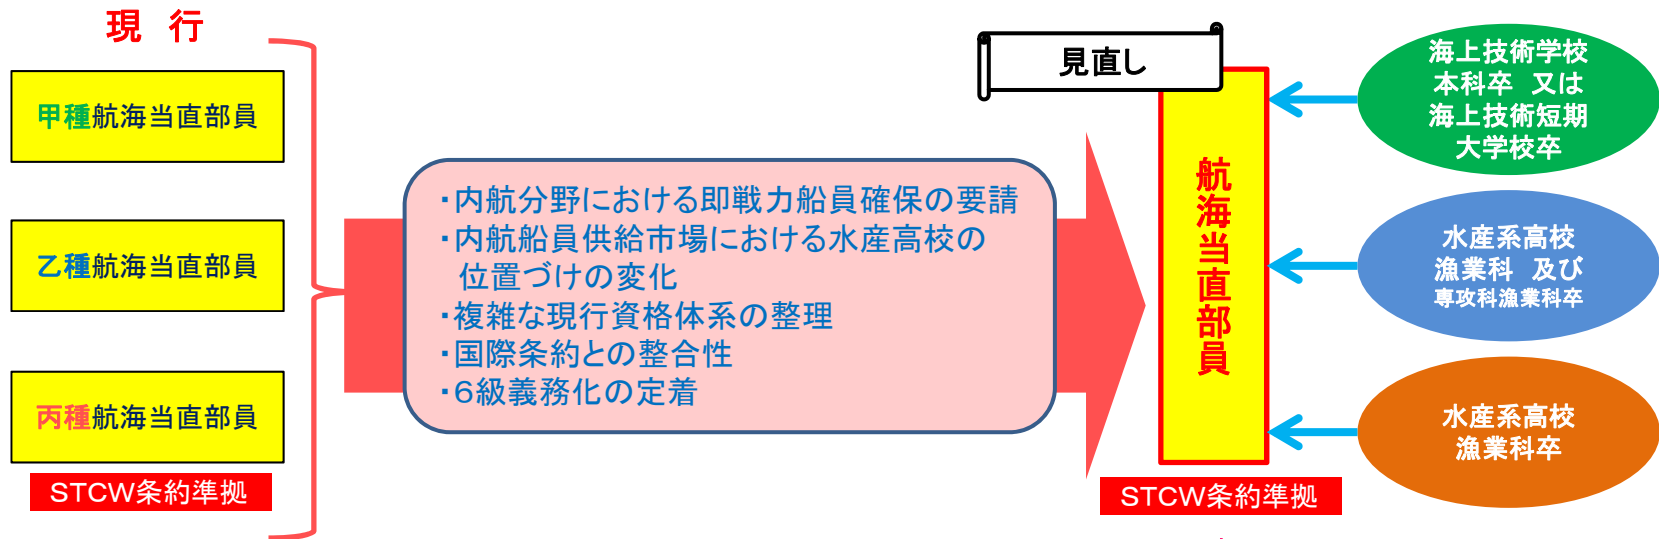 現　行
甲種航海当直部員
乙種航海当直部員
丙種航海当直部員
STCW条約準拠
・内航分野における即戦力船員確保の要請
・内航船員供給市場における水産高校の
位置づけの変化
・複雑な現行資格体系の整理
・国際条約との整合性
・６級義務化の定着
見直し
航海当直部員
STCW条約準拠
海上技術学校
本科卒　又は
海上技術短期
大学校卒
水産系高校
漁業科　及び
専攻科漁業科卒
水産系高校
漁業科卒